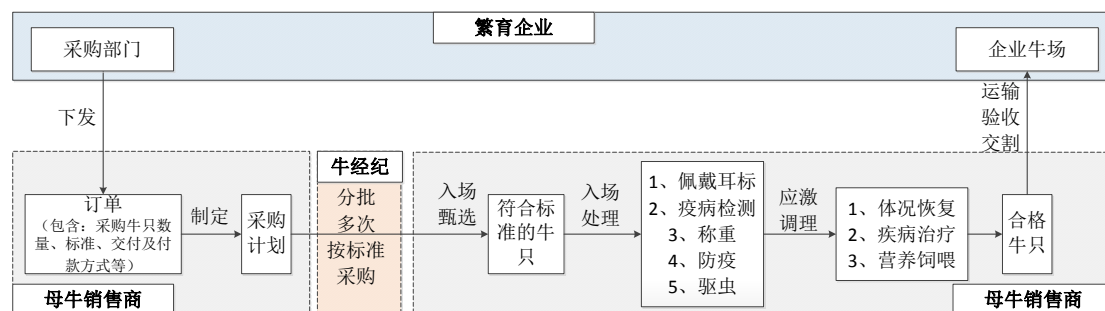 繁育企业
采购部门
企业牛场
下发
运输
验收
交割
牛经纪
订单
（包含：采购牛只数
量、标准、交付及付
款方式等）
制定
采购
计划
分批
多次
按标准
采购
入场
甄选
符合标
准的牛
只
入场
处理
1、佩戴耳标
2、疫病检测
3、称重
4、防疫
5、驱虫
应激
调理
1、体况恢复
2、疾病治疗
3、营养饲喂
合格
牛只
母牛销售商
母牛销售商